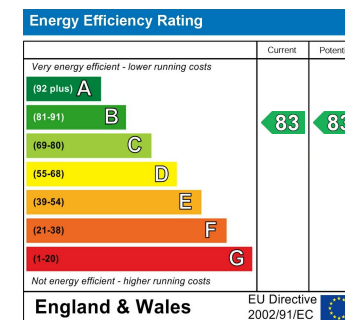 Energy Efficiency Rating
Current
Very energy efficient - lower running costs
(92 plus) A
(81-91) B
83 83
(69-80) C
(55-68) D
(39-54) E
(21-38) F
(1-20) G
Not energy efficient - higher running costs
England & Wales
EU Directive
2002/91/EC